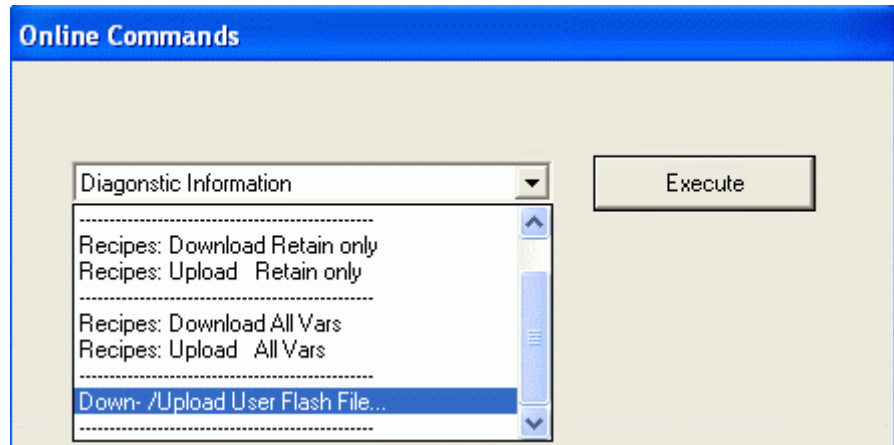 Online Commands
Diagonstic Information
Execute
--------------------------------------------
Recipes: Download Retain only
Recipes: Upload   Retain only
--------------------------------------------
Recipes: Download All Vars
Recipes: Upload   All Vars
--------------------------------------------
Down- /Upload User Flash File...
--------------------------------------------